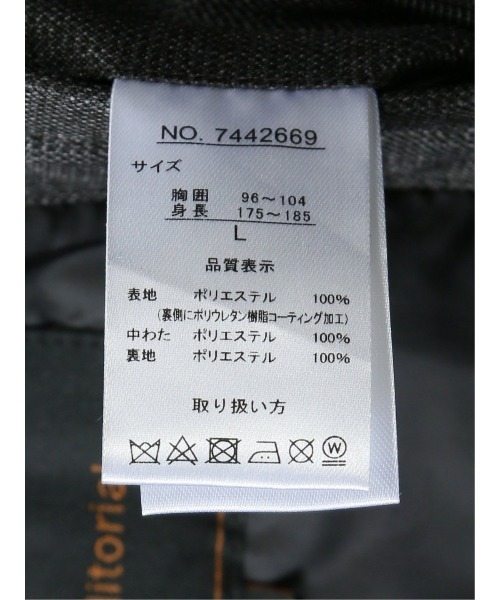 NO. 7442669
サイズ
胸囲 96～104
身長 175～185
L
品質表示
表地 ポリエステル 100%
(裏側にポリウレタン樹脂コーティング加工)
中わた ポリエステル 100%
裏地 ポリエステル 100%
取り扱い方
W
ditorial